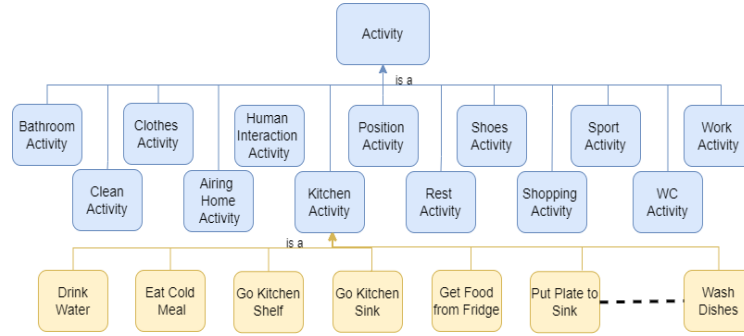 Activity
is a
Bathroom
Activity
Clothes
Activity
Human
Interaction
Activity
Position
Activity
Shoes
Activity
Sport
Activity
Work
Activity
Clean
Activity
Airing
Home
Activity
Kitchen
Activity
Rest
Activity
Shopping
Activity
WC
Activity
is a
Drink
Water
Eat Cold
Meal
Go Kitchen
Shelf
Go Kitchen
Sink
Get Food
from Fridge
Put Plate to
Sink
Wash
Dishes